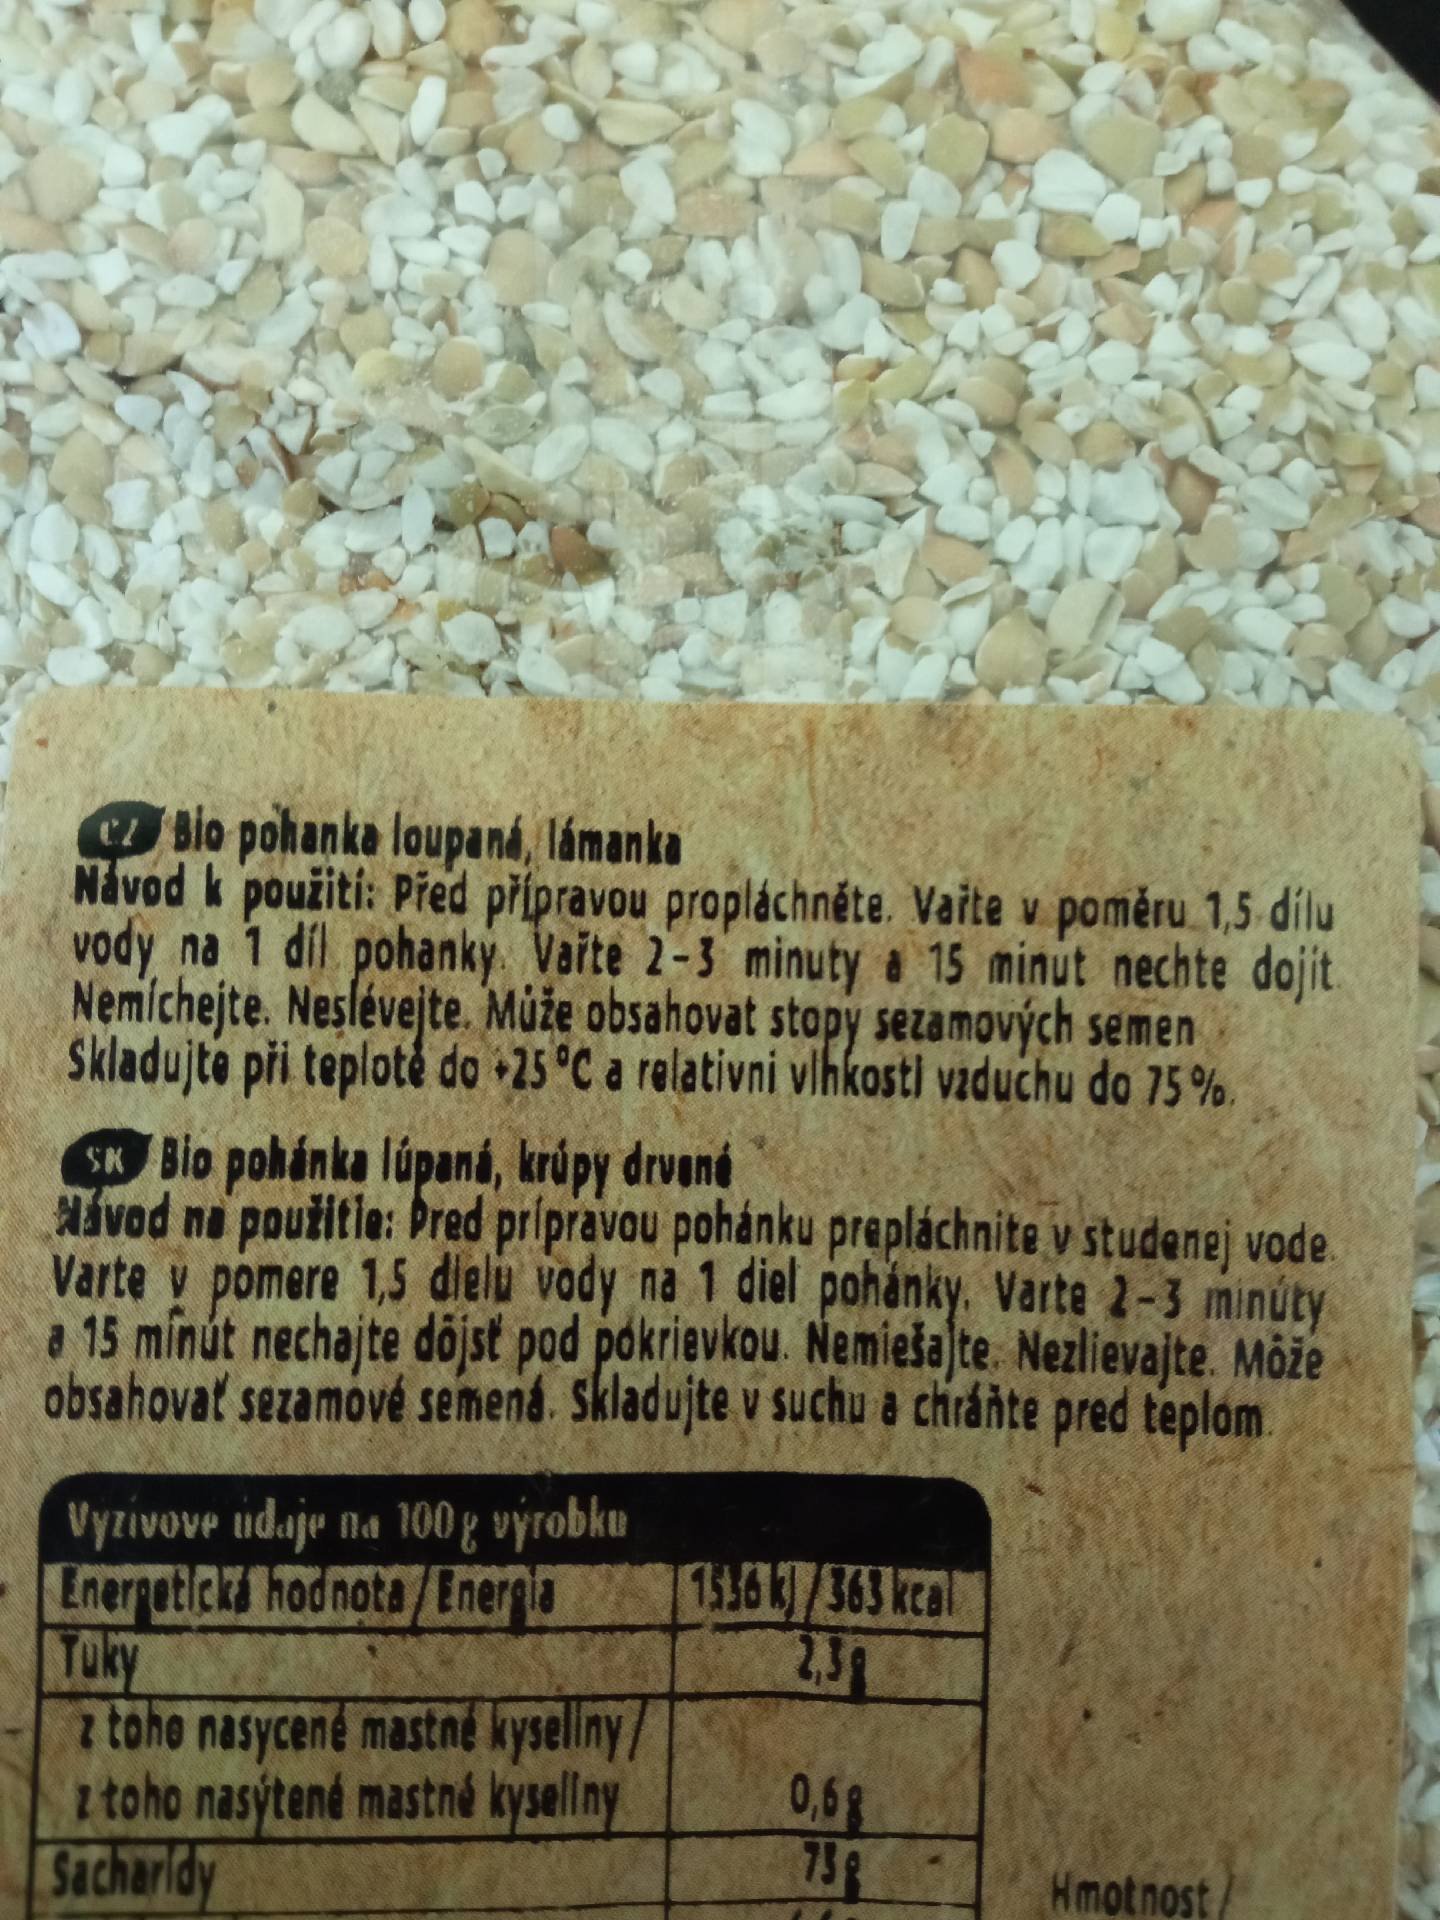 CZ Bio pohanka loupaná, lámanka
Návod k použití: Před přípravou propláchněte. Vařte v poměru 1,5 dílu
vody na 1 díl pohanky. Vařte 2-3 minuty a 15 minut nechte dojít.
Nemíchejte. Neslévejte. Může obsahovat stopy sezamových semen
Skladujte při teplotě do +25 °C a relativní vlhkosti vzduchu do 75 %.
SK Bio pohánka lúpaná, krúpy drvené
Návod na použitie: Pred prípravou pohánku prepláchnite v studenej vode.
Varte v pomere 1,5 dielu vody na 1 diel pohánky. Varte 2-3 minúty
a 15 minút nechajte dôjsť pod pokrievkou. Nemiešajte. Nezlievajte. Môže
obsahovať sezamové semená. Skladujte v suchu a chráňte pred teplom.
Výživové údaje na 100 g výrobku
Energetická hodnota / Energia 1536 kJ / 363 kcal
Tuky 2,3 g
z toho nasycené mastné kyseliny /
z toho nasýtené mastné kyseliny 0,6 g
Sacharidy 73 g
Hmotnost /